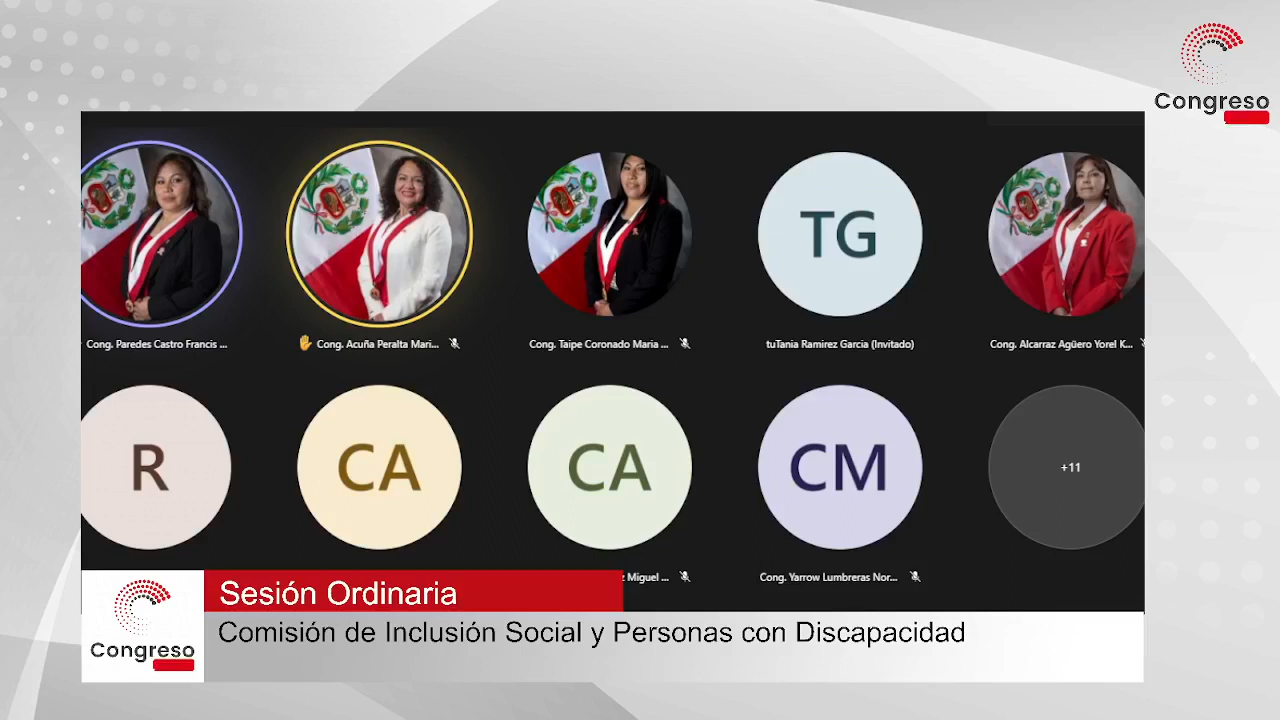 Congreso
TG
Cong. Paredes Castro Francis ...
Cong. Acuña Peralta Mari...
Cong. Taipe Coronado Maria ...
tuTania Ramirez Garcia (Invitado)
Cong. Alcarraz Agüero Yorel K...
R
CA
CA
CM
+11
Miguel ...
Cong. Yarrow Lumbreras Nor...
Sesión Ordinaria
Congreso
Comisión de Inclusión Social y Personas con Discapacidad